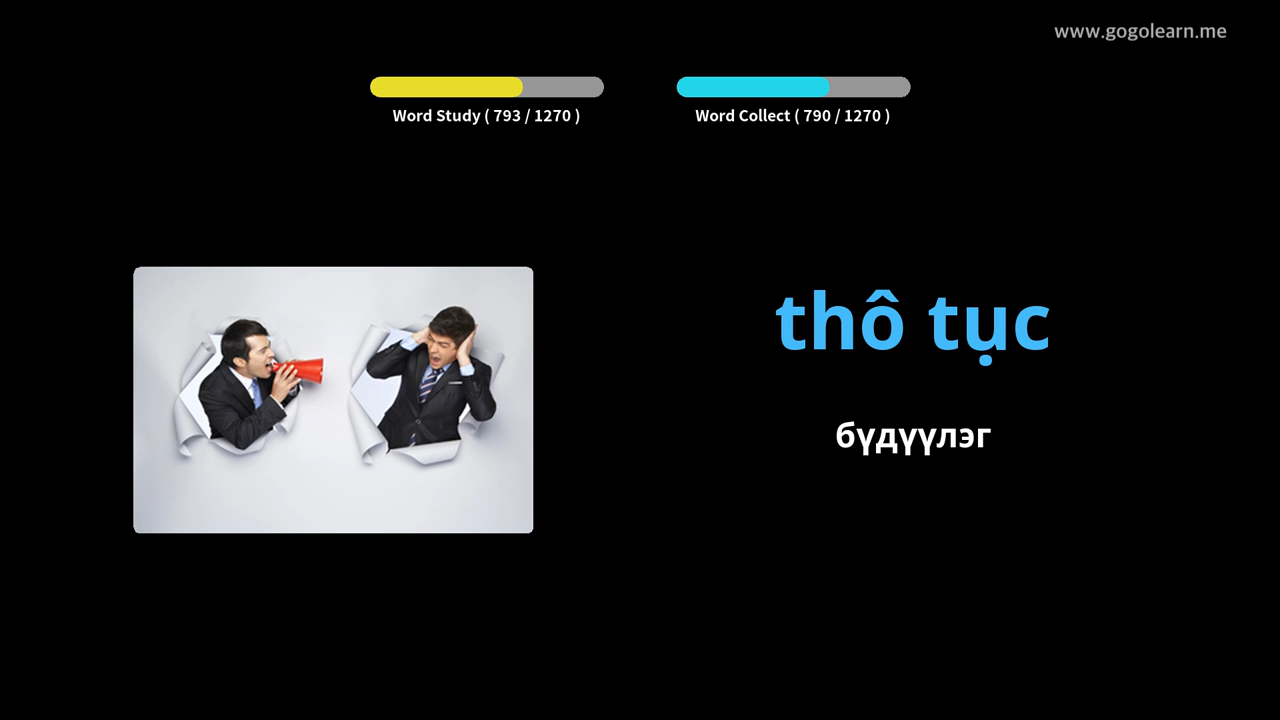 www.gogolearn.me
Word Study ( 793 / 1270 )
Word Collect ( 790 / 1270 )
thô tục
бүдүүлэг